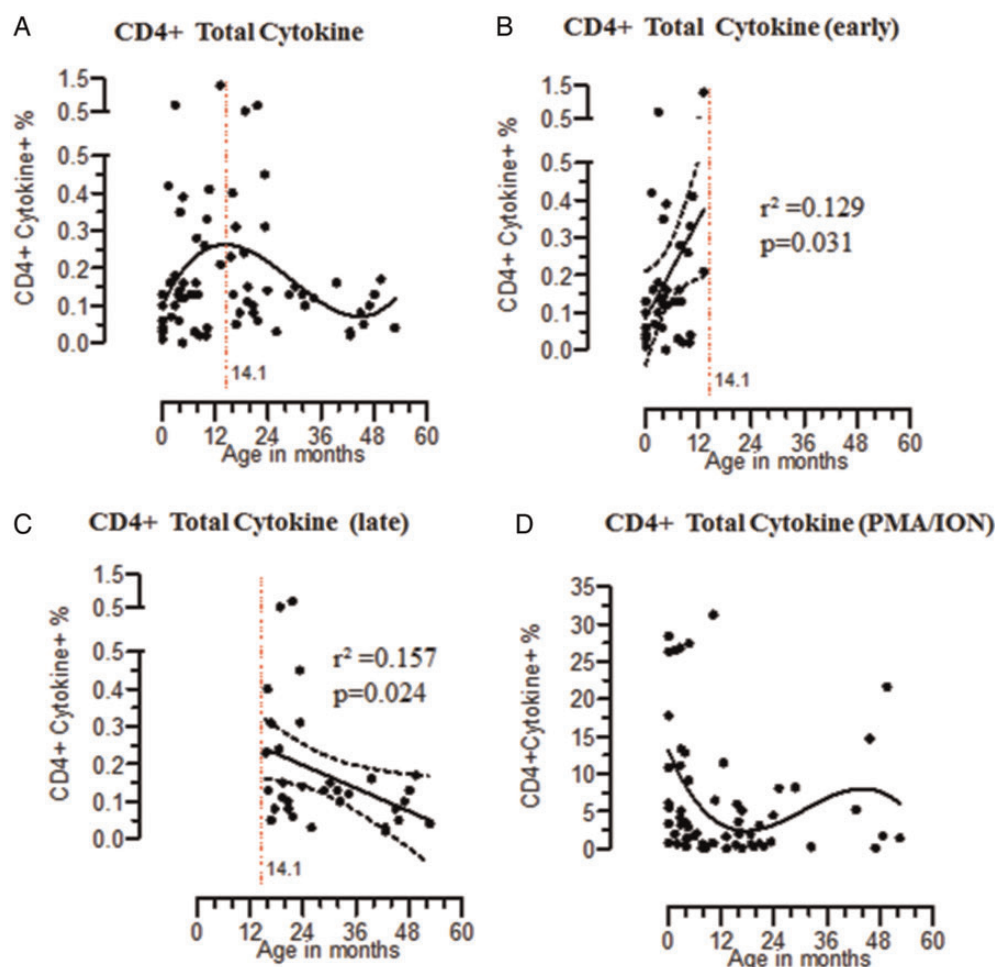 A
CD4+ Total Cytokine
CD4+ Cytokine+ %
1.5
0.5
0.5
0.4
0.3
0.2
0.1
0.0
14.1
0 12 24 36 48 60
Age in months
B
CD4+ Total Cytokine (early)
CD4+ Cytokine+ %
1.5
0.5
0.5
0.4
0.3
0.2
0.1
0.0
r² =0.129
p=0.031
14.1
0 12 24 36 48 60
Age in months
C
CD4+ Total Cytokine (late)
CD4+ Cytokine+ %
1.5
0.5
0.5
0.4
0.3
0.2
0.1
0.0
r² =0.157
p=0.024
14.1
0 12 24 36 48 60
Age in months
D
CD4+ Total Cytokine (PMA/ION)
CD4+Cytokine+ %
35
30
25
20
15
10
5
0
0 12 24 36 48 60
Age in months